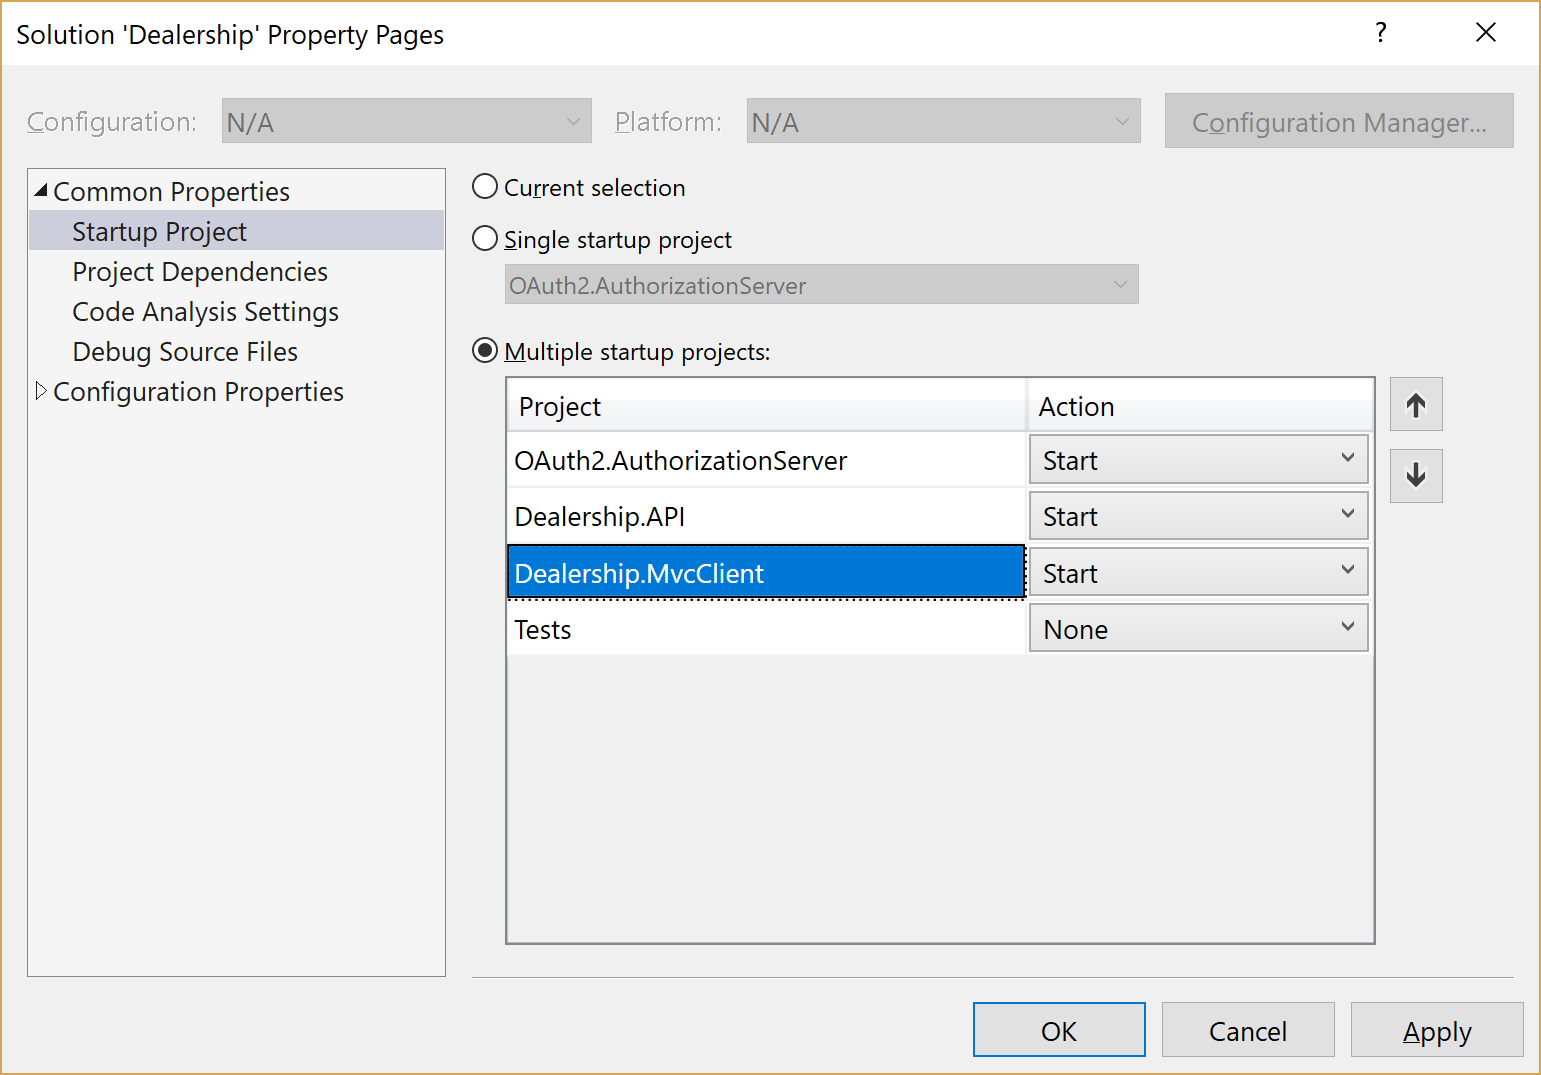 Solution 'Dealership' Property Pages
?
Configuration: N/A Platform: N/A Configuration Manager...
Common Properties
Startup Project
Project Dependencies
Code Analysis Settings
Debug Source Files
Configuration Properties
Current selection
Single startup project
OAuth2.AuthorizationServer
Multiple startup projects:
Project Action
OAuth2.AuthorizationServer Start
Dealership.API Start
Dealership.MvcClient Start
Tests None
OK Cancel Apply